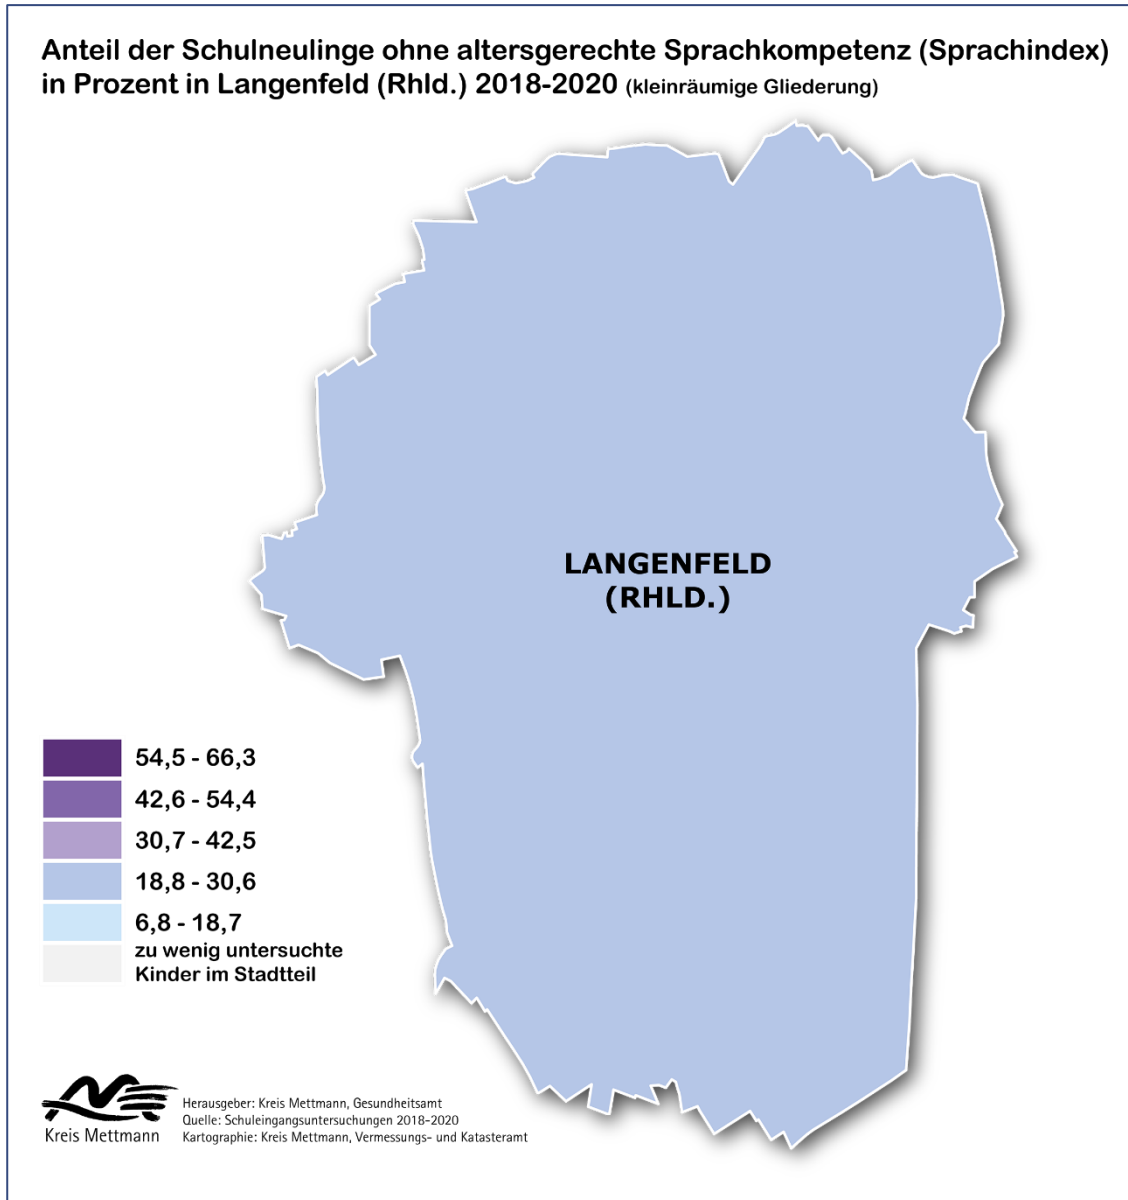 Anteil der Schulneulinge ohne altersgerechte Sprachkompetenz (Sprachindex)
in Prozent in Langenfeld (Rhld.) 2018-2020 (kleinräumige Gliederung)
LANGENFELD
(RHLD.)
54,5 - 66,3
42,6 - 54,4
30,7 - 42,5
18,8 - 30,6
6,8 - 18,7
zu wenig untersuchte
Kinder im Stadtteil
Kreis Mettmann
Herausgeber: Kreis Mettmann, Gesundheitsamt
Quelle: Schuleingangsuntersuchungen 2018-2020
Kartographie: Kreis Mettmann, Vermessungs- und Katasteramt